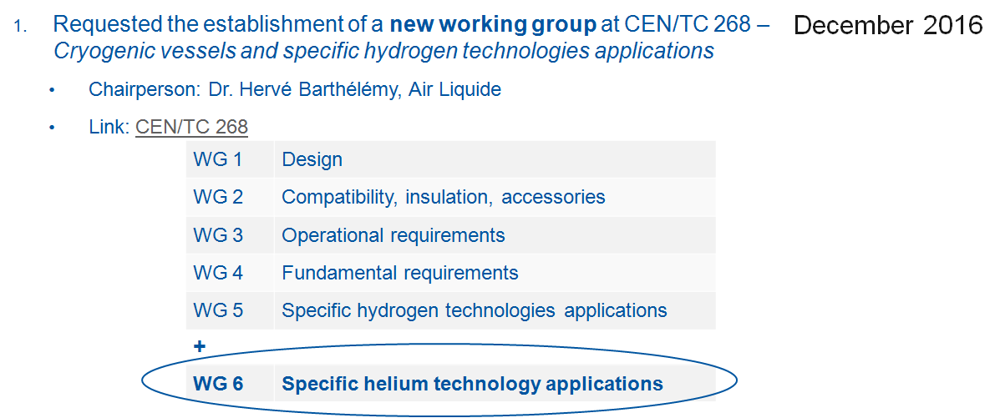 1. Requested the establishment of a new working group at CEN/TC 268 – December 2016
Cryogenic vessels and specific hydrogen technologies applications
• Chairperson: Dr. Hervé Barthélémy, Air Liquide
• Link: CEN/TC 268
WG 1 Design
WG 2 Compatibility, insulation, accessories
WG 3 Operational requirements
WG 4 Fundamental requirements
WG 5 Specific hydrogen technologies applications
+
WG 6 Specific helium technology applications